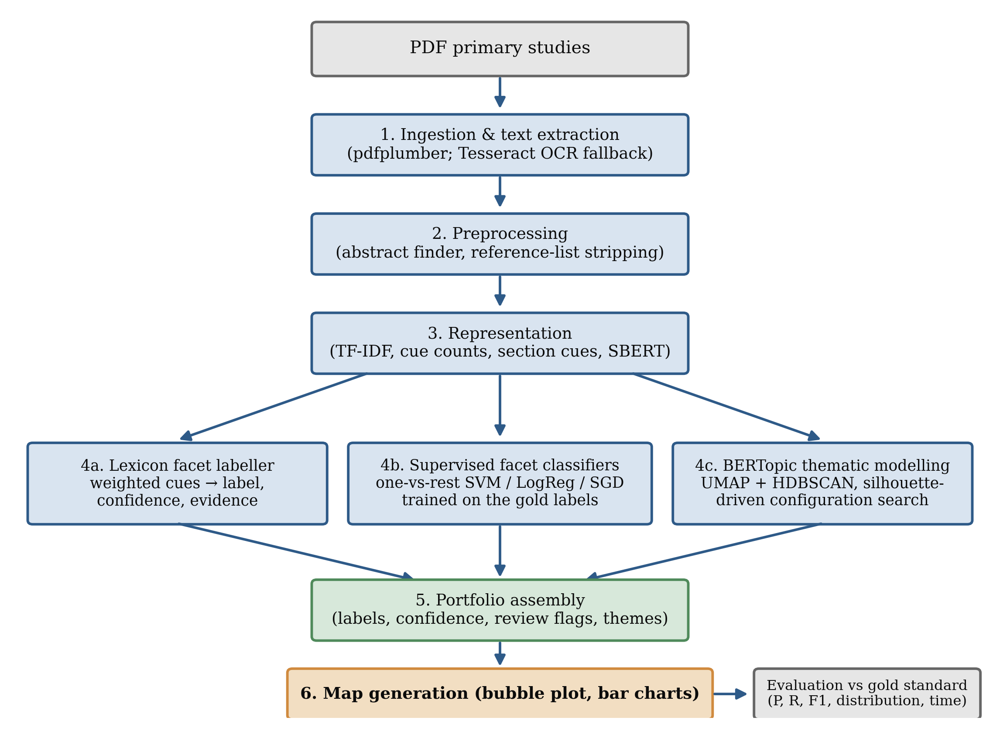 PDF primary studies
1. Ingestion & text extraction
(pdfplumber; Tesseract OCR fallback)
2. Preprocessing
(abstract finder, reference-list stripping)
3. Representation
(TF-IDF, cue counts, section cues, SBERT)
4a. Lexicon facet labeller
weighted cues → label,
confidence, evidence
4b. Supervised facet classifiers
one-vs-rest SVM / LogReg / SGD
trained on the gold labels
4c. BERTopic thematic modelling
UMAP + HDBSCAN, silhouette-
driven configuration search
5. Portfolio assembly
(labels, confidence, review flags, themes)
6. Map generation (bubble plot, bar charts)
Evaluation vs gold standard
(P, R, F1, distribution, time)